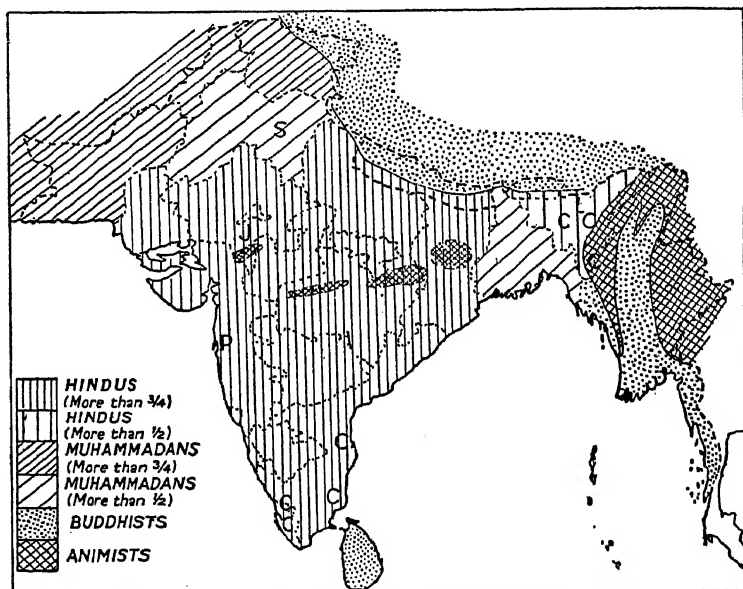 S
C C
J
P
C
C
C
C
HINDUS
(More than ¾)
HINDUS
(More than ½)
MUHAMMADANS
(More than ¾)
MUHAMMADANS
(More than ½)
BUDDHISTS
ANIMISTS